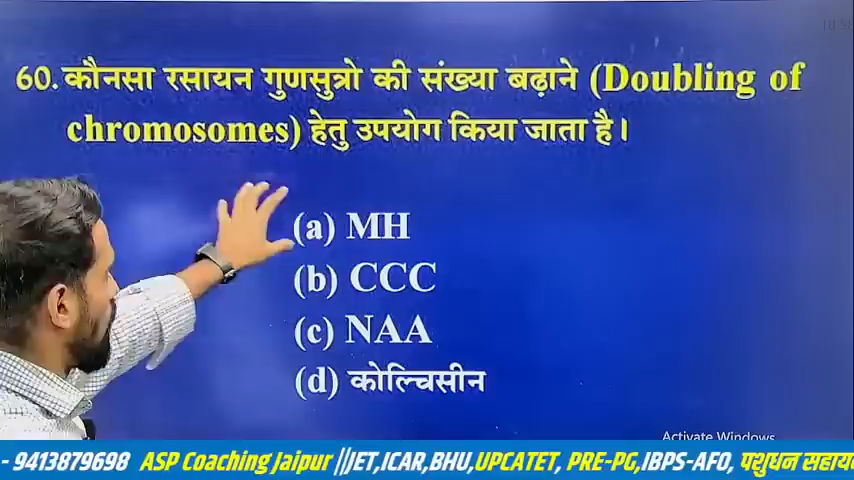 60. कौनसा रसायन गुणसुत्रो की संख्या बढ़ाने (Doubling of
chromosomes) हेतु उपयोग किया जाता है।
(a) MH
(b) CCC
(c) NAA
(d) कोल्चिसीन
Activate Windows
- 9413879698 ASP Coaching Jaipur ||JET,ICAR,BHU,UPCATET, PRE-PG,IBPS-AFO, पशुधन सहाय